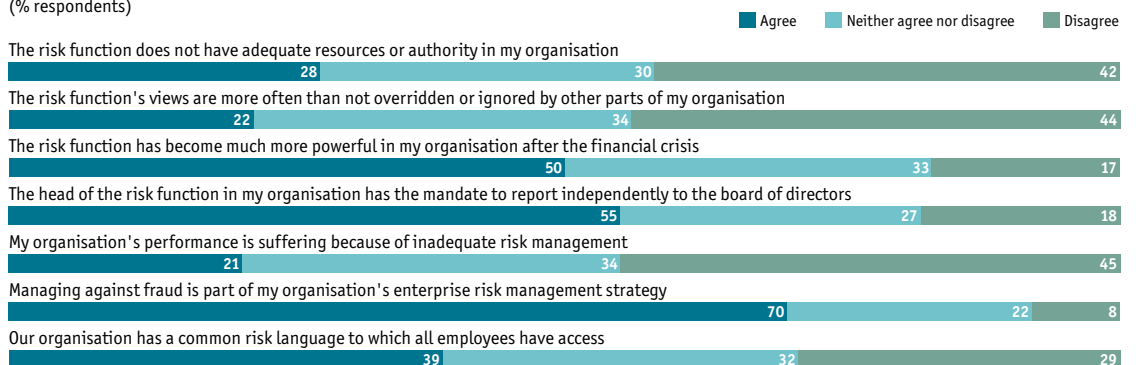 (% respondents)
Agree Neither agree nor disagree Disagree
The risk function does not have adequate resources or authority in my organisation
28 30 42
The risk function's views are more often than not overridden or ignored by other parts of my organisation
22 34 44
The risk function has become much more powerful in my organisation after the financial crisis
50 33 17
The head of the risk function in my organisation has the mandate to report independently to the board of directors
55 27 18
My organisation's performance is suffering because of inadequate risk management
21 34 45
Managing against fraud is part of my organisation's enterprise risk management strategy
70 22 8
Our organisation has a common risk language to which all employees have access
39 32 29